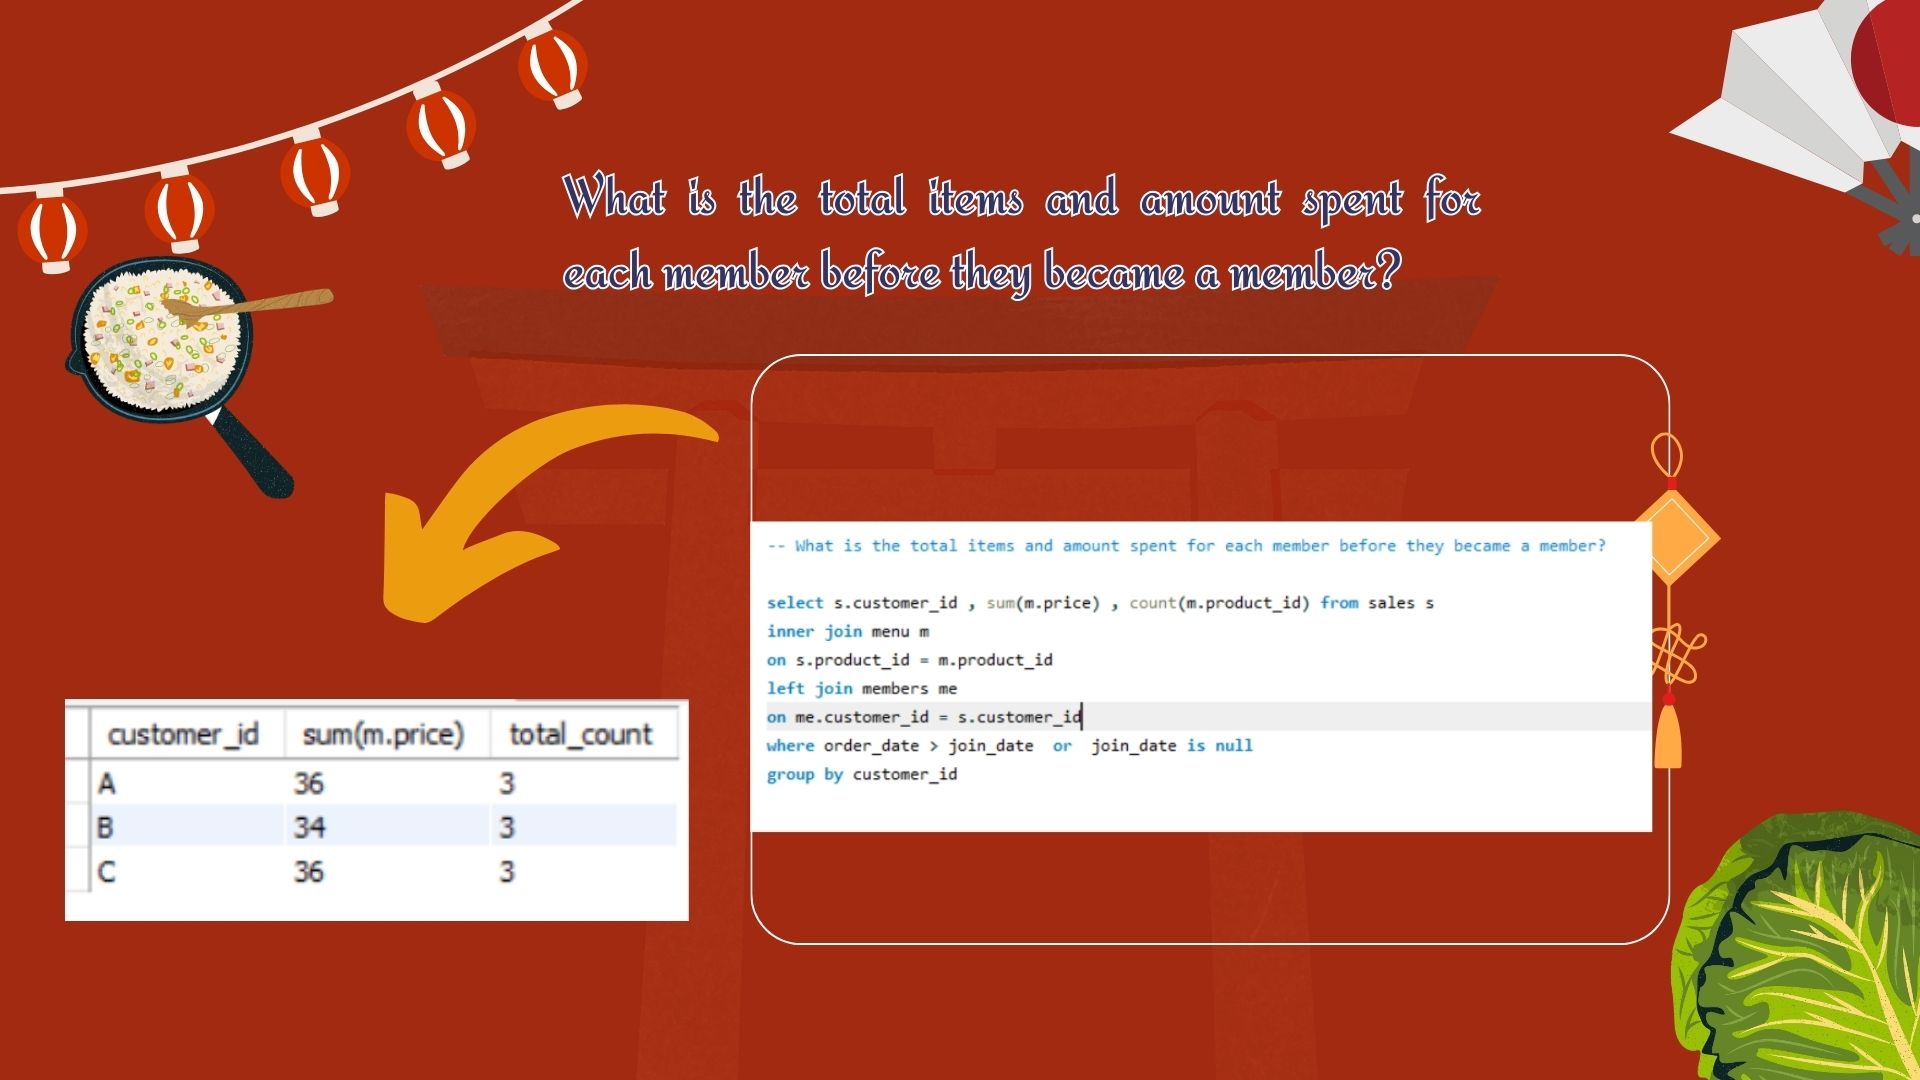 What is the total items and amount spent for
each member before they became a member?
-- What is the total items and amount spent for each member before they became a member?
select s.customer_id , sum(m.price) , count(m.product_id) from sales s
inner join menu m
on s.product_id = m.product_id
left join members me
on me.customer_id = s.customer_id
where order_date > join_date or join_date is null
group by customer_id
customer_id sum(m.price) total_count
A 36 3
B 34 3
C 36 3